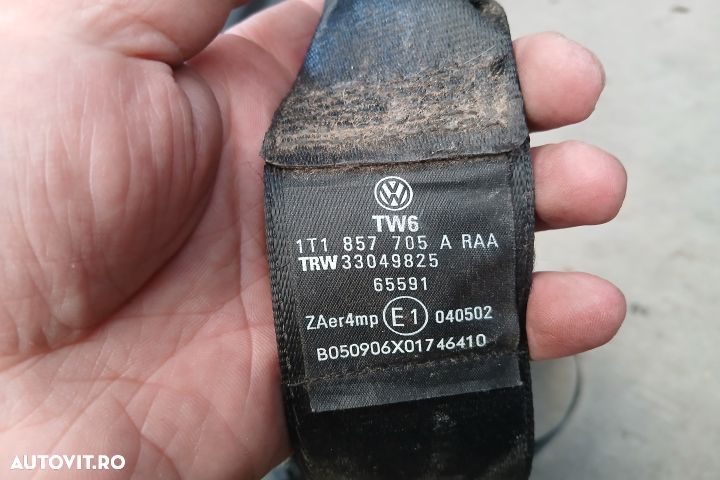 TW6
1T1 857 705 A RAA
TRW 33049825
65591
ZAer4mp E1 040502
B050906X01746410
AUTOVIT.RO